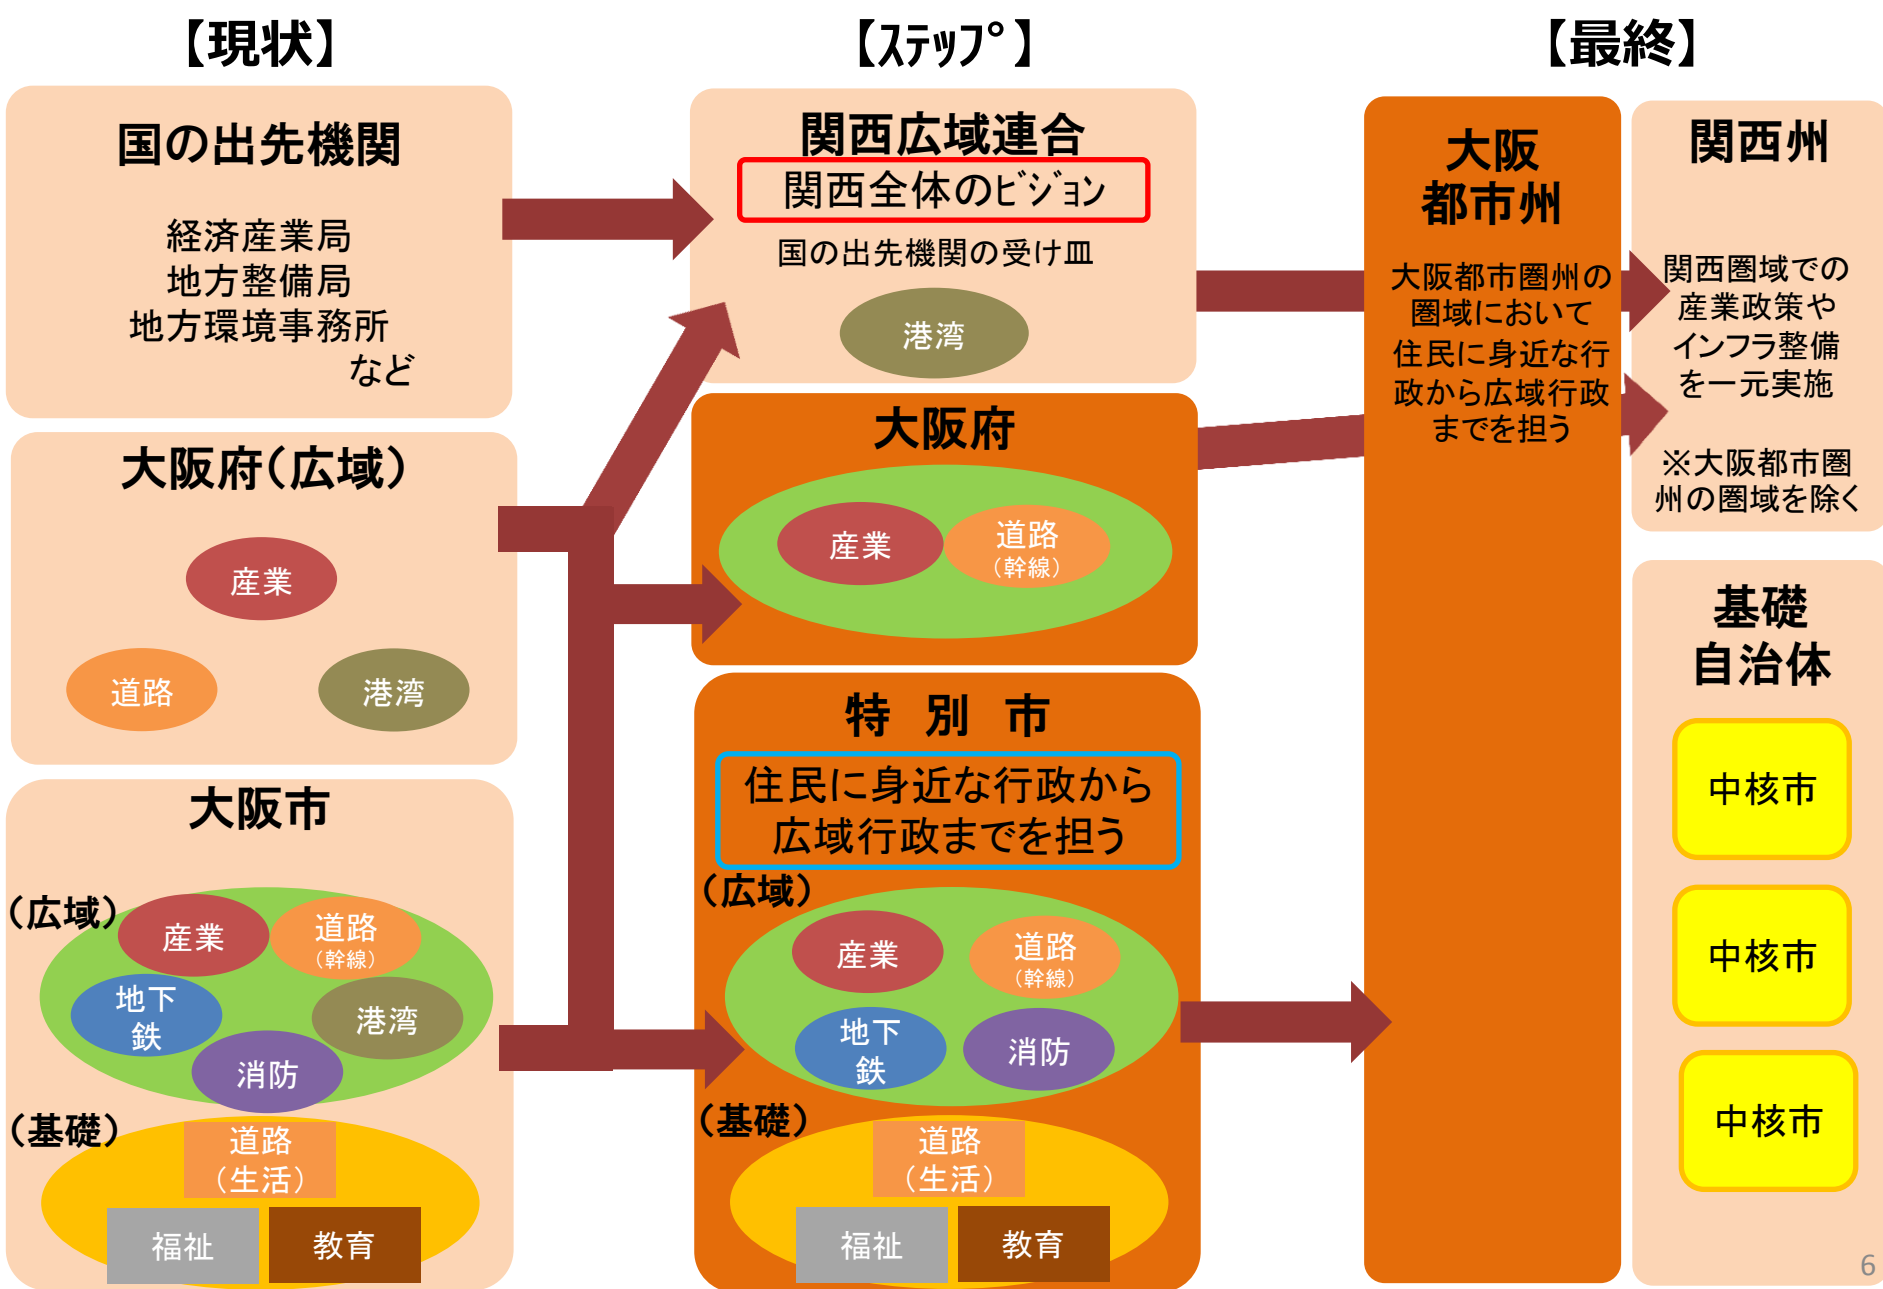 【現状】
国の出先機関
経済産業局
地方整備局
地方環境事務所
など
大阪府（広域）
産業
道路
港湾
大阪市
（広域）
産業
道路
（幹線）
地下
鉄
港湾
消防
（基礎）
道路
（生活）
福祉
教育
【ｽﾃｯﾌﾟ】
関西広域連合
関西全体のﾋﾞｼﾞｮﾝ
国の出先機関の受け皿
港湾
大阪府
産業
道路
（幹線）
特 別 市
住民に身近な行政から
広域行政までを担う
（広域）
産業
道路
（幹線）
地下
鉄
消防
（基礎）
道路
（生活）
福祉
教育
【最終】
大阪
都市州
大阪都市圏州の
圏域において
住民に身近な行
政から広域行政
までを担う
関西州
関西圏域での
産業政策や
インフラ整備
を一元実施
※大阪都市圏
州の圏域を除く
基礎
自治体
中核市
中核市
中核市
6